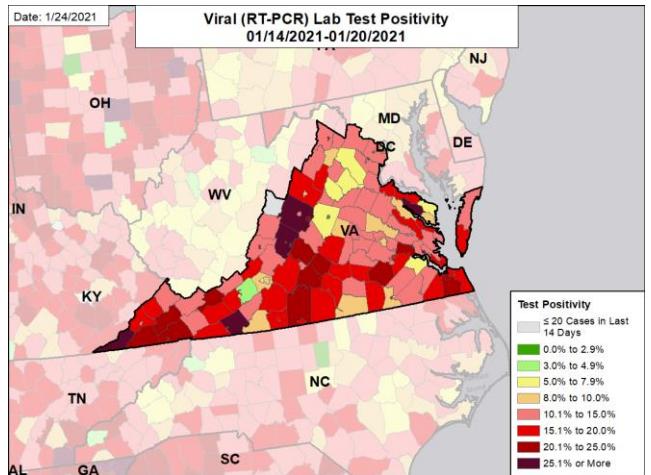 Date: 1/24/2021
Viral (RT-PCR) Lab Test Positivity
01/14/2021-01/20/2021
NJ
OH
MD
DC
DE
WV
IN
VA
KY
NC
TN
SC
AL
GA
Test Positivity
≤ 20 Cases in Last
14 Days
0.0% to 2.9%
3.0% to 4.9%
5.0% to 7.9%
8.0% to 10.0%
10.1% to 15.0%
15.1% to 20.0%
20.1% to 25.0%
25.1% or More